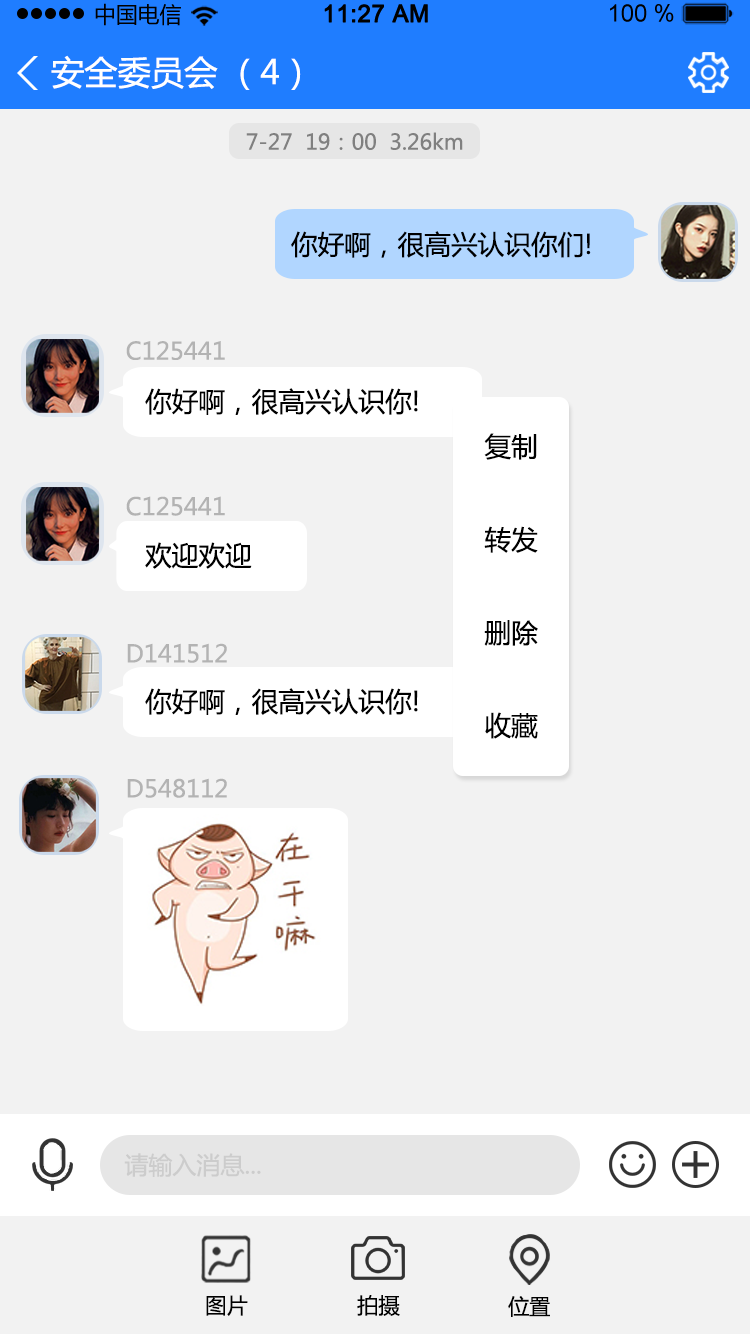 中国电信 11:27 AM 100 %
安全委员会（4）
7-27 19：00 3.26km
你好啊，很高兴认识你们!
C125441
你好啊，很高兴认识你!
复制
C125441
转发
欢迎欢迎
删除
D141512
你好啊，很高兴认识你!
收藏
D548112
在
干
嘛
请输入消息...
图片 拍摄 位置